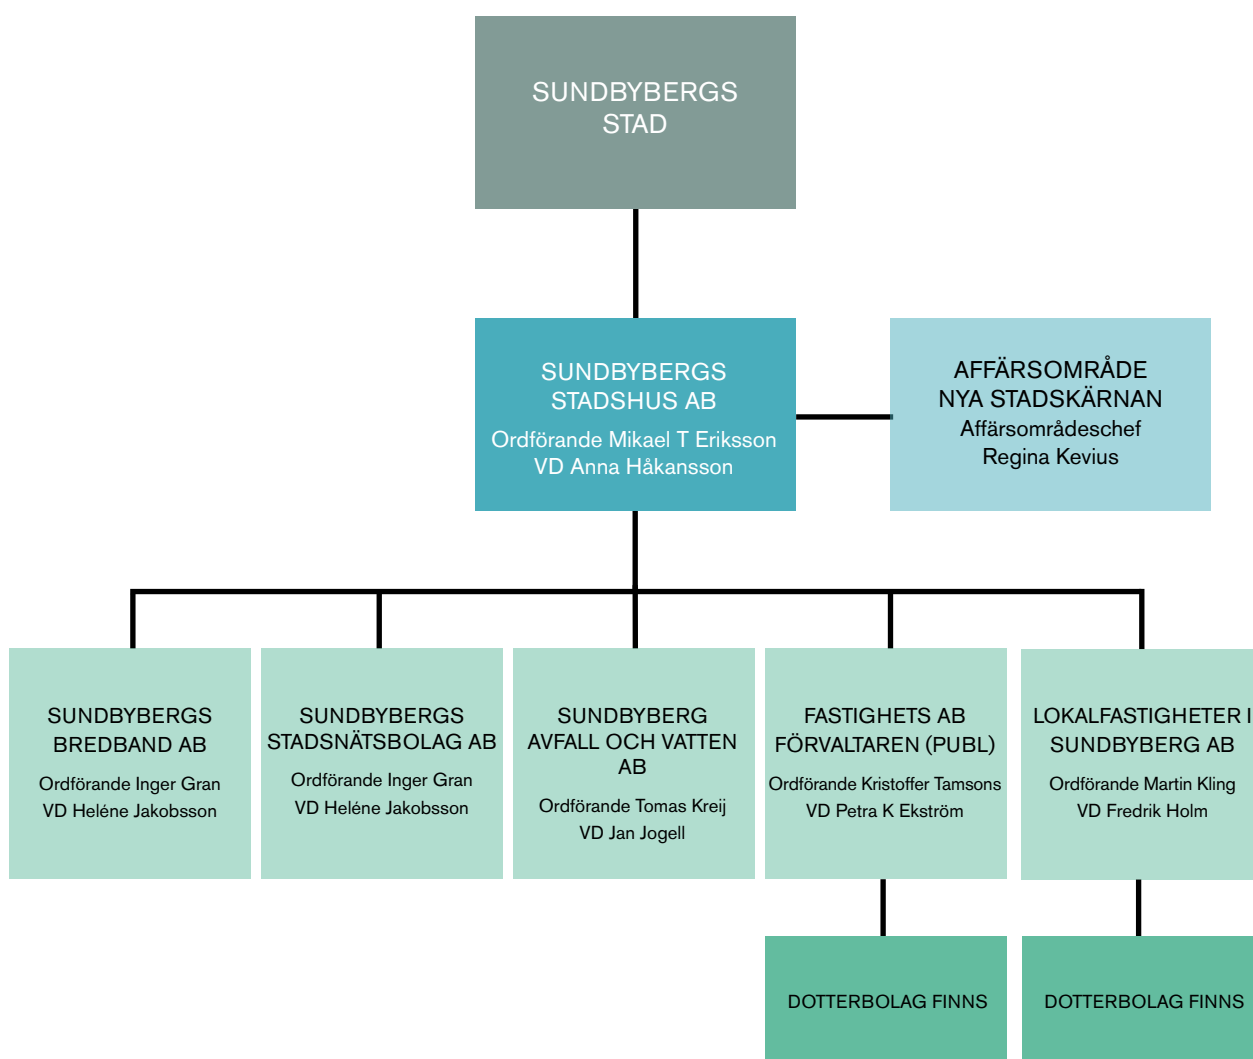 SUNDBYBERGS
STAD
SUNDBYBERGS
STADSHUS AB
Ordförande Mikael T Eriksson
VD Anna Håkansson
AFFÄRSOMRÅDE
NYA STADSKÄRNAN
Affärsområdeschef
Regina Kevius
SUNDBYBERGS
BREDBAND AB
Ordförande Inger Gran
VD Heléne Jakobsson
SUNDBYBERGS
STADSNÄTSBOLAG AB
Ordförande Inger Gran
VD Heléne Jakobsson
SUNDBYBERG
AVFALL OCH VATTEN
AB
Ordförande Tomas Kreij
VD Jan Jogell
FASTIGHETS AB
FÖRVALTAREN (PUBL)
Ordförande Kristoffer Tamsons
VD Petra K Ekström
LOKALFASTIGHETER I
SUNDBYBERG AB
Ordförande Martin Kling
VD Fredrik Holm
DOTTERBOLAG FINNS
DOTTERBOLAG FINNS